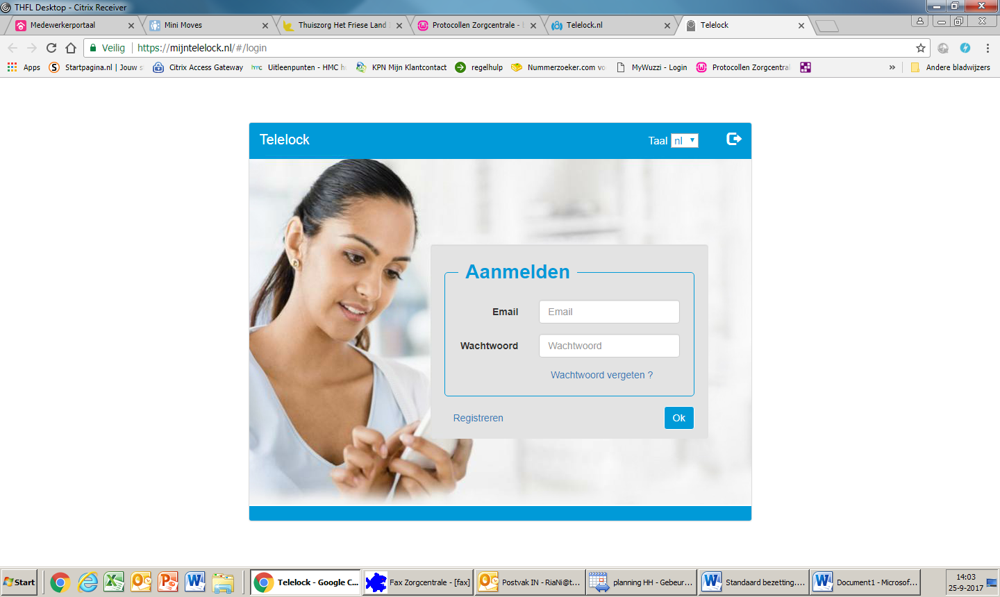 THFL Desktop - Citrix Receiver
Medewerkerportaal
Mini Moves
Thuiszorg Het Friese Land
Protocollen Zorgcentrale -
Telelock.nl
Telelock
Veilig https://mijntelelock.nl/#/login
Apps Startpagina.nl | Jouw Citrix Access Gateway Uitleenpunten - HMC KPN Mijn Klantcontact regelhulp Nummerzoeker.com MyWuzzi - Login Protocollen Zorgcentra » Andere bladwijzers
Telelock Taal nl
Aanmelden
Email Email
Wachtwoord Wachtwoord
Wachtwoord vergeten ?
Registreren Ok
Start Telelock - Google C... Fax Zorgcentrale - [fax] Postvak IN - RiaNi@t... planning HH - Gebeur... Standaard bezetting.... Document1 - Microsof... 14:03
25-9-2017